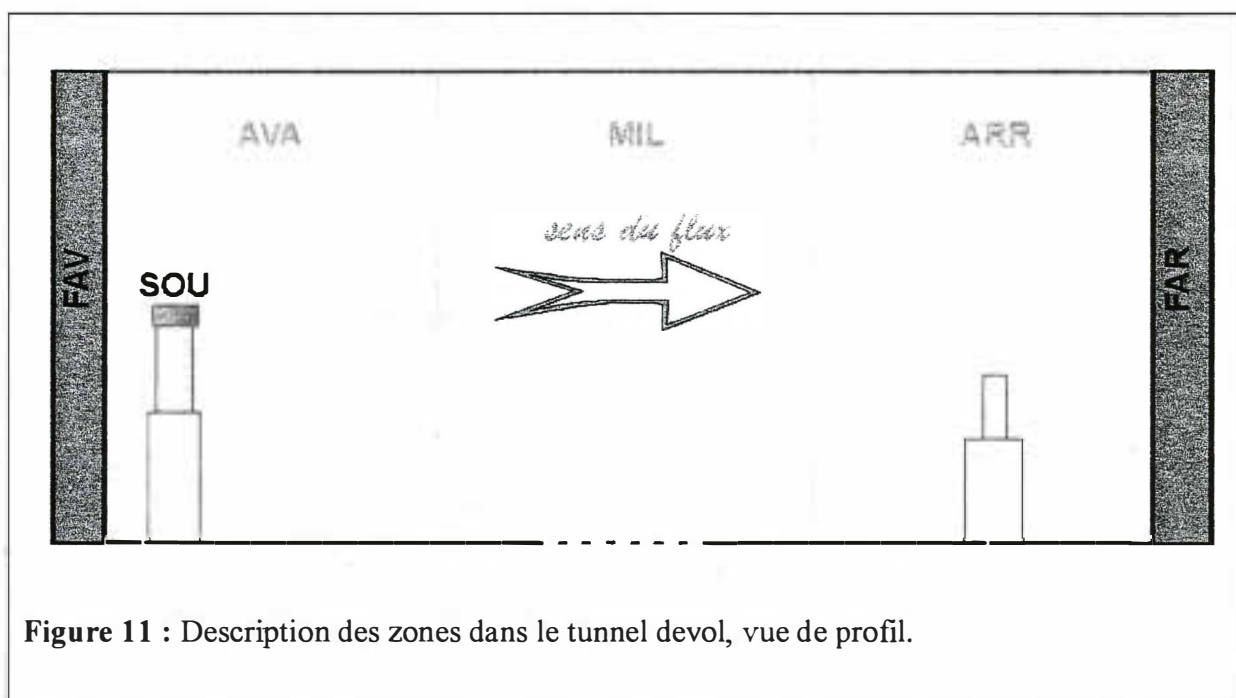 AVA MIL ARR
sens du flux
FAV
SOU
FAR
Figure 11 : Description des zones dans le tunnel devol, vue de profil.